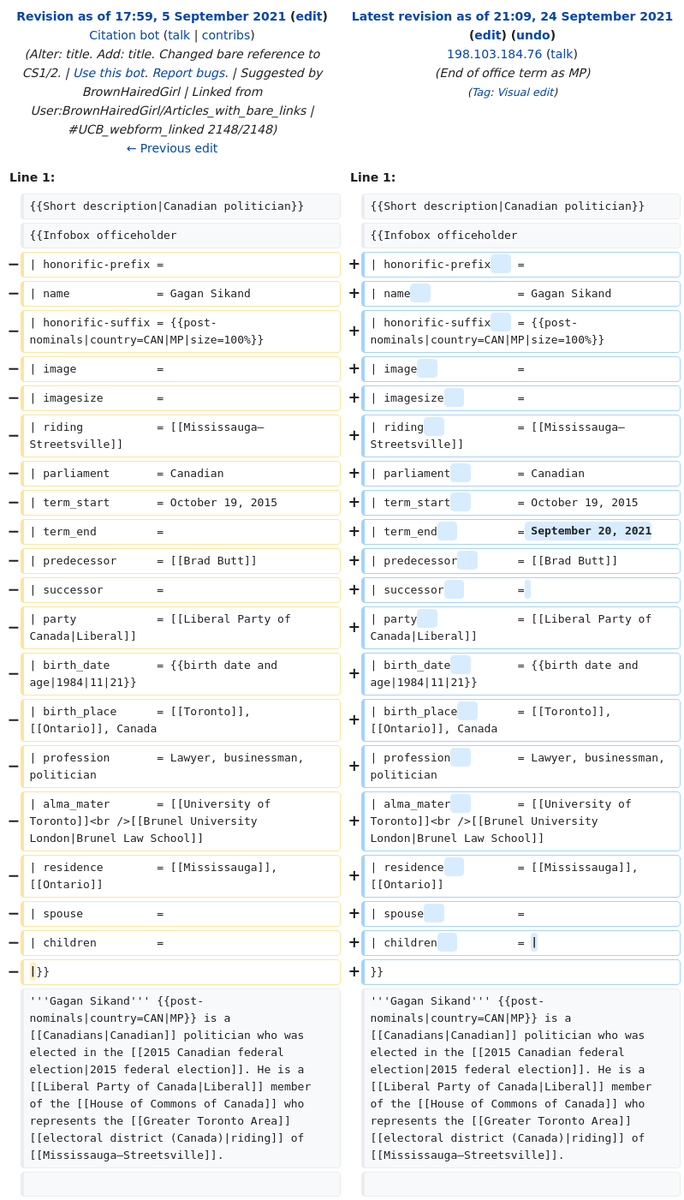 Revision as of 17:59, 5 September 2021 (edit)
Citation bot (talk | contribs)
(Alter: title. Add: title. Changed bare reference to
CS1/2. | Use this bot. Report bugs. | Suggested by
BrownHairedGirl | Linked from
User:BrownHairedGirl/Articles_with_bare_links |
#UCB_webform_linked 2148/2148)
← Previous edit
Latest revision as of 21:09, 24 September 2021
(edit) (undo)
198.103.184.76 (talk)
(End of office term as MP)
(Tag: Visual edit)
Line 1:
Line 1:
{{Short description|Canadian politician}}
{{Short description|Canadian politician}}
{{Infobox officeholder
{{Infobox officeholder
− | honorific-prefix =
+ | honorific-prefix =
− | name = Gagan Sikand
+ | name = Gagan Sikand
− | honorific-suffix = {{post-
nominals|country=CAN|MP|size=100%}}
+ | honorific-suffix = {{post-
nominals|country=CAN|MP|size=100%}}
− | image =
+ | image =
− | imagesize =
+ | imagesize =
− | riding = [[Mississauga—
Streetsville]]
+ | riding = [[Mississauga—
Streetsville]]
− | parliament = Canadian
+ | parliament = Canadian
− | term_start = October 19, 2015
+ | term_start = October 19, 2015
− | term_end =
+ | term_end = September 20, 2021
− | predecessor = [[Brad Butt]]
+ | predecessor = [[Brad Butt]]
− | successor =
+ | successor =
− | party = [[Liberal Party of
Canada|Liberal]]
+ | party = [[Liberal Party of
Canada|Liberal]]
− | birth_date = {{birth date and
age|1984|11|21}}
+ | birth_date = {{birth date and
age|1984|11|21}}
− | birth_place = [[Toronto]],
[[Ontario]], Canada
+ | birth_place = [[Toronto]],
[[Ontario]], Canada
− | profession = Lawyer, businessman,
politician
+ | profession = Lawyer, businessman,
politician
− | alma_mater = [[University of
Toronto]]<br />[[Brunel University
London|Brunel Law School]]
+ | alma_mater = [[University of
Toronto]]<br />[[Brunel University
London|Brunel Law School]]
− | residence = [[Mississauga]],
[[Ontario]]
+ | residence = [[Mississauga]],
[[Ontario]]
− | spouse =
+ | spouse =
− | children =
+ | children = |
− |}}
+ }}
'''Gagan Sikand''' {{post-
nominals|country=CAN|MP}} is a
[[Canadians|Canadian]] politician who was
elected in the [[2015 Canadian federal
election|2015 federal election]]. He is a
[[Liberal Party of Canada|Liberal]] member
of the [[House of Commons of Canada]] who
represents the [[Greater Toronto Area]]
[[electoral district (Canada)|riding]] of
[[Mississauga—Streetsville]].
'''Gagan Sikand''' {{post-
nominals|country=CAN|MP}} is a
[[Canadians|Canadian]] politician who was
elected in the [[2015 Canadian federal
election|2015 federal election]]. He is a
[[Liberal Party of Canada|Liberal]] member
of the [[House of Commons of Canada]] who
represents the [[Greater Toronto Area]]
[[electoral district (Canada)|riding]] of
[[Mississauga—Streetsville]].